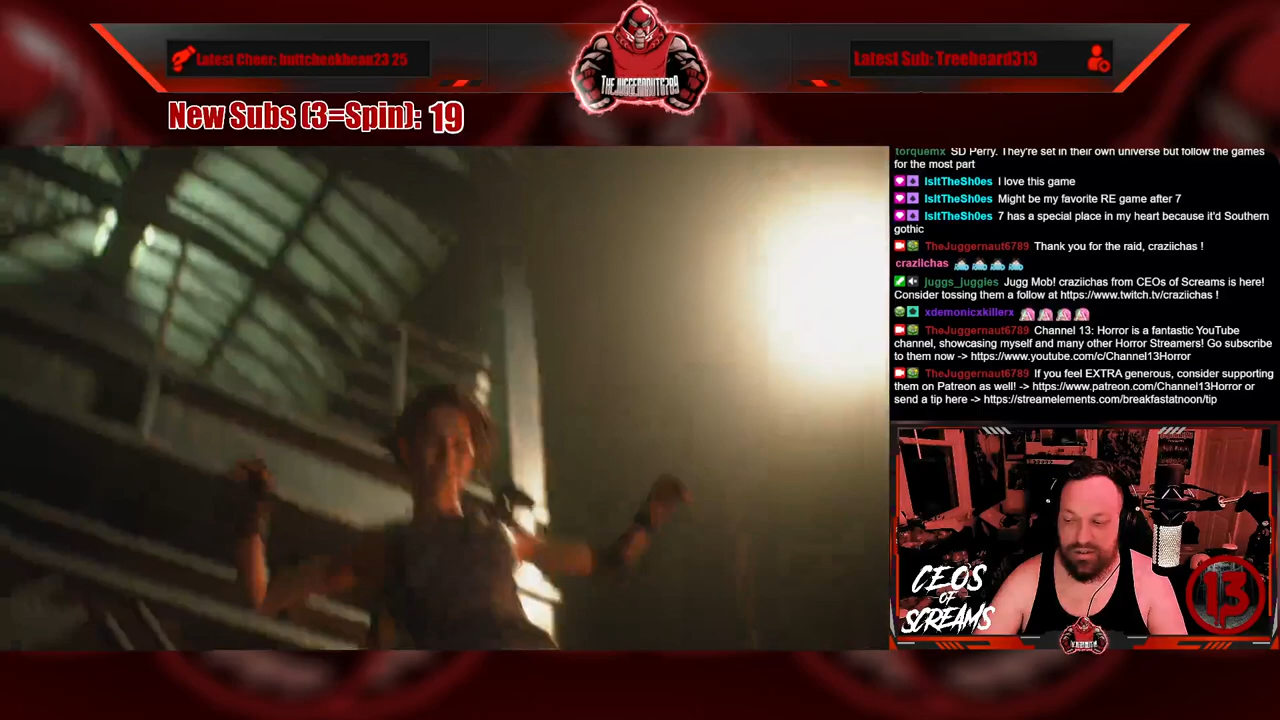 Latest Cheer: buttcheekbean23 25
THEJUGGERNAUT6789
Latest Sub: Treebeard313
New Subs (3=Spin): 19
torquemx SD Perry. They're set in their own universe but follow the games
for the most part
IsItTheSh0es I love this game
IsItTheSh0es Might be my favorite RE game after 7
IsItTheSh0es 7 has a special place in my heart because it'd Southern
gothic
TheJuggernaut6789 Thank you for the raid, craziichas !
craziichas
juggs_juggies Jugg Mob! craziichas from CEOs of Screams is here!
Consider tossing them a follow at https://www.twitch.tv/craziichas !
xdemonicxkillerx
TheJuggernaut6789 Channel 13: Horror is a fantastic YouTube
channel, showcasing myself and many other Horror Streamers! Go subscribe
to them now -> https://www.youtube.com/c/Channel13Horror
TheJuggernaut6789 If you feel EXTRA generous, consider supporting
them on Patreon as well! -> https://www.patreon.com/Channel13Horror or
send a tip here -> https://streamelements.com/breakfastatnoon/tip
CEOS
OF
SCREAMS
13